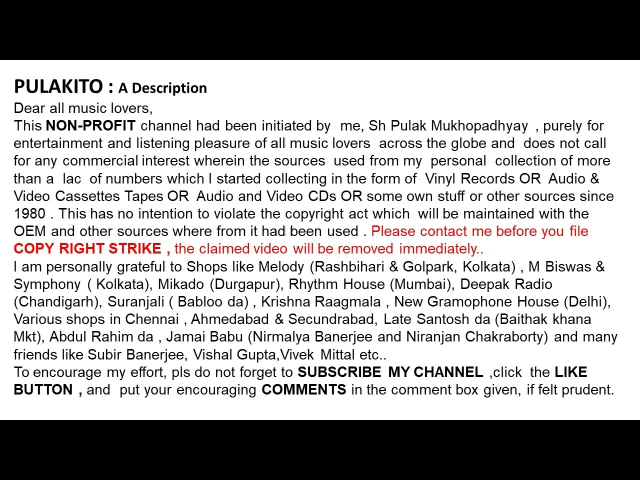 PULAKITO : A Description
Dear all music lovers,
This NON-PROFIT channel had been initiated by me, Sh Pulak Mukhopadhyay , purely for
entertainment and listening pleasure of all music lovers across the globe and does not call
for any commercial interest wherein the sources used from my personal collection of more
than a lac of numbers which I started collecting in the form of Vinyl Records OR Audio &
Video Cassettes Tapes OR Audio and Video CDs OR some own stuff or other sources since
1980 . This has no intention to violate the copyright act which will be maintained with the
OEM and other sources where from it had been used . Please contact me before you file
COPY RIGHT STRIKE , the claimed video will be removed immediately..
I am personally grateful to Shops like Melody (Rashbihari & Golpark, Kolkata) , M Biswas &
Symphony ( Kolkata), Mikado (Durgapur), Rhythm House (Mumbai), Deepak Radio
(Chandigarh), Suranjali ( Babloo da) , Krishna Raagmala , New Gramophone House (Delhi),
Various shops in Chennai , Ahmedabad & Secundrabad, Late Santosh da (Baithak khana
Mkt), Abdul Rahim da , Jamai Babu (Nirmalya Banerjee and Niranjan Chakraborty) and many
friends like Subir Banerjee, Vishal Gupta,Vivek Mittal etc..
To encourage my effort, pls do not forget to SUBSCRIBE MY CHANNEL ,click the LIKE
BUTTON , and put your encouraging COMMENTS in the comment box given, if felt prudent.